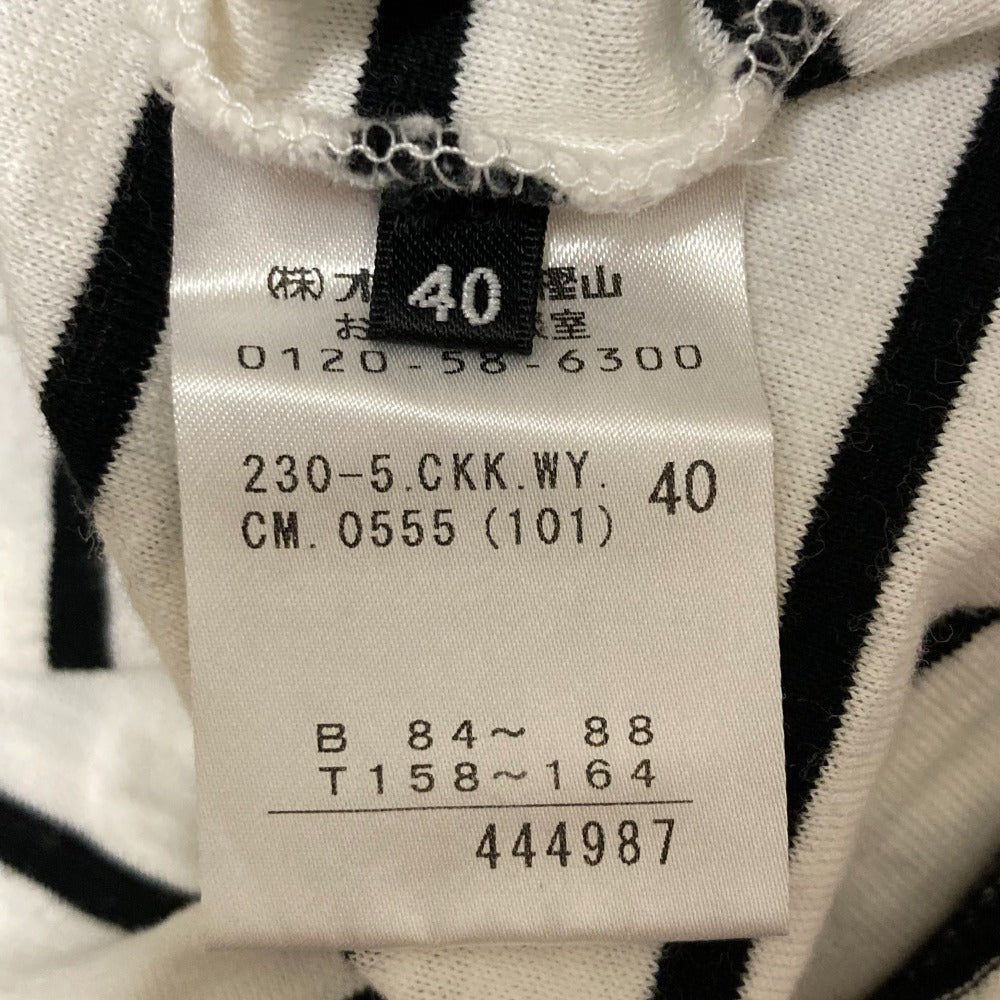 40
(株)オ 樫山
お 室
0120-58-6300
230-5.CKK.WY. 40
CM. 0555 (101)
B 84～ 88
T158～164
444987